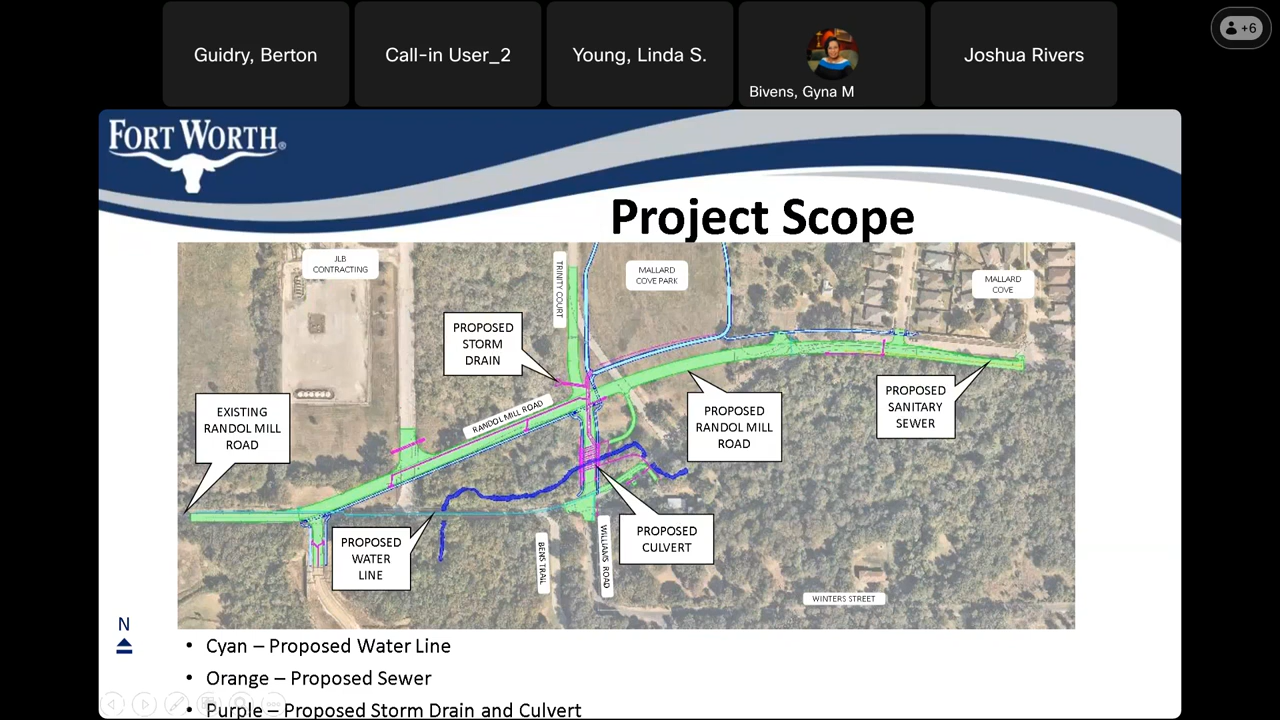 Guidry, Berton
Call-in User_2
Young, Linda S.
Bivens, Gyna M
Joshua Rivers
+6
FORT WORTH®
Project Scope
JLB
CONTRACTING
TRINITY COURT
MALLARD
COVE PARK
MALLARD
COVE
PROPOSED
STORM
DRAIN
EXISTING
RANDOL MILL
ROAD
RANDOL MILL ROAD
PROPOSED
RANDOL MILL
ROAD
PROPOSED
SANITARY
SEWER
PROPOSED
WATER
LINE
BENS TRAIL
WILLIAMS ROAD
PROPOSED
CULVERT
WINTERS STREET
N
• Cyan – Proposed Water Line
• Orange – Proposed Sewer
• Purple – Proposed Storm Drain and Culvert